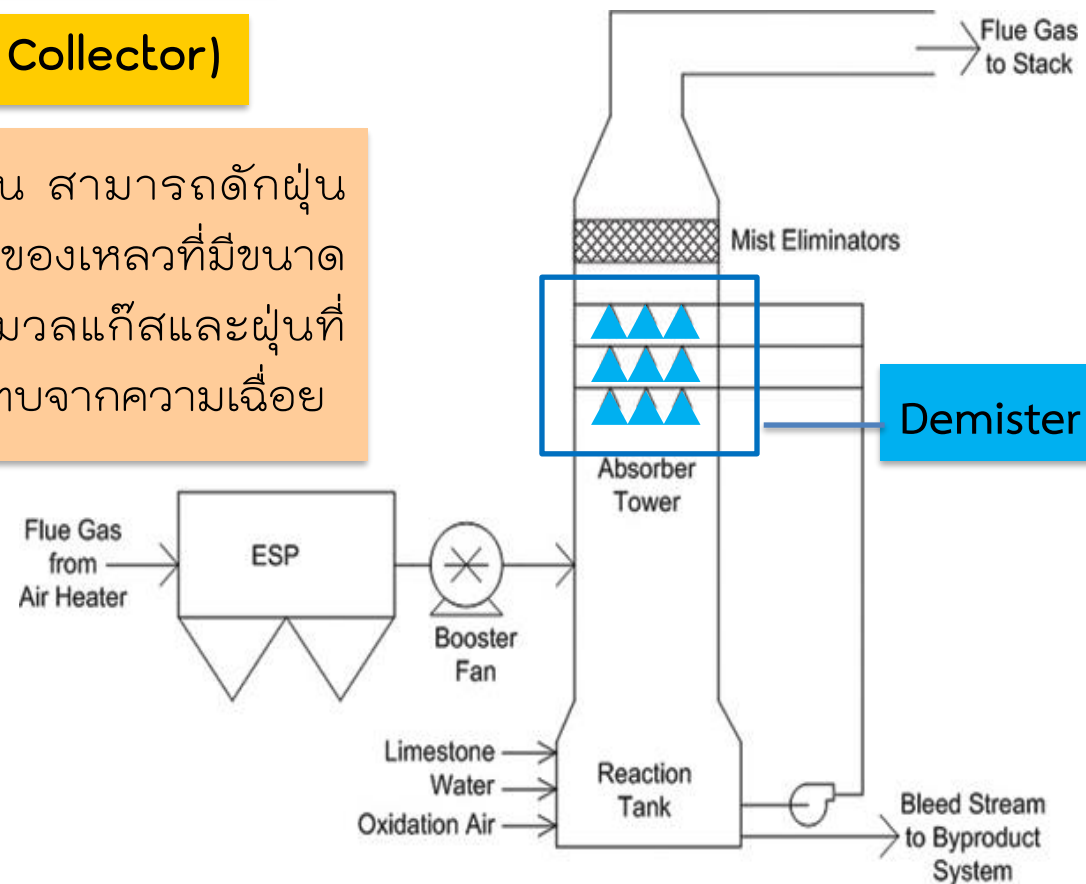 Collector)
น สามารถดักฝุ่น
ของเหลวที่มีขนาด
มวลแก๊สและฝุ่นที่
ทบจากความเฉื่อย
Flue Gas
to Stack
Mist Eliminators
Demister
Absorber
Tower
Flue Gas
from
Air Heater
ESP
Booster
Fan
Limestone
Water
Oxidation Air
Reaction
Tank
Bleed Stream
to Byproduct
System